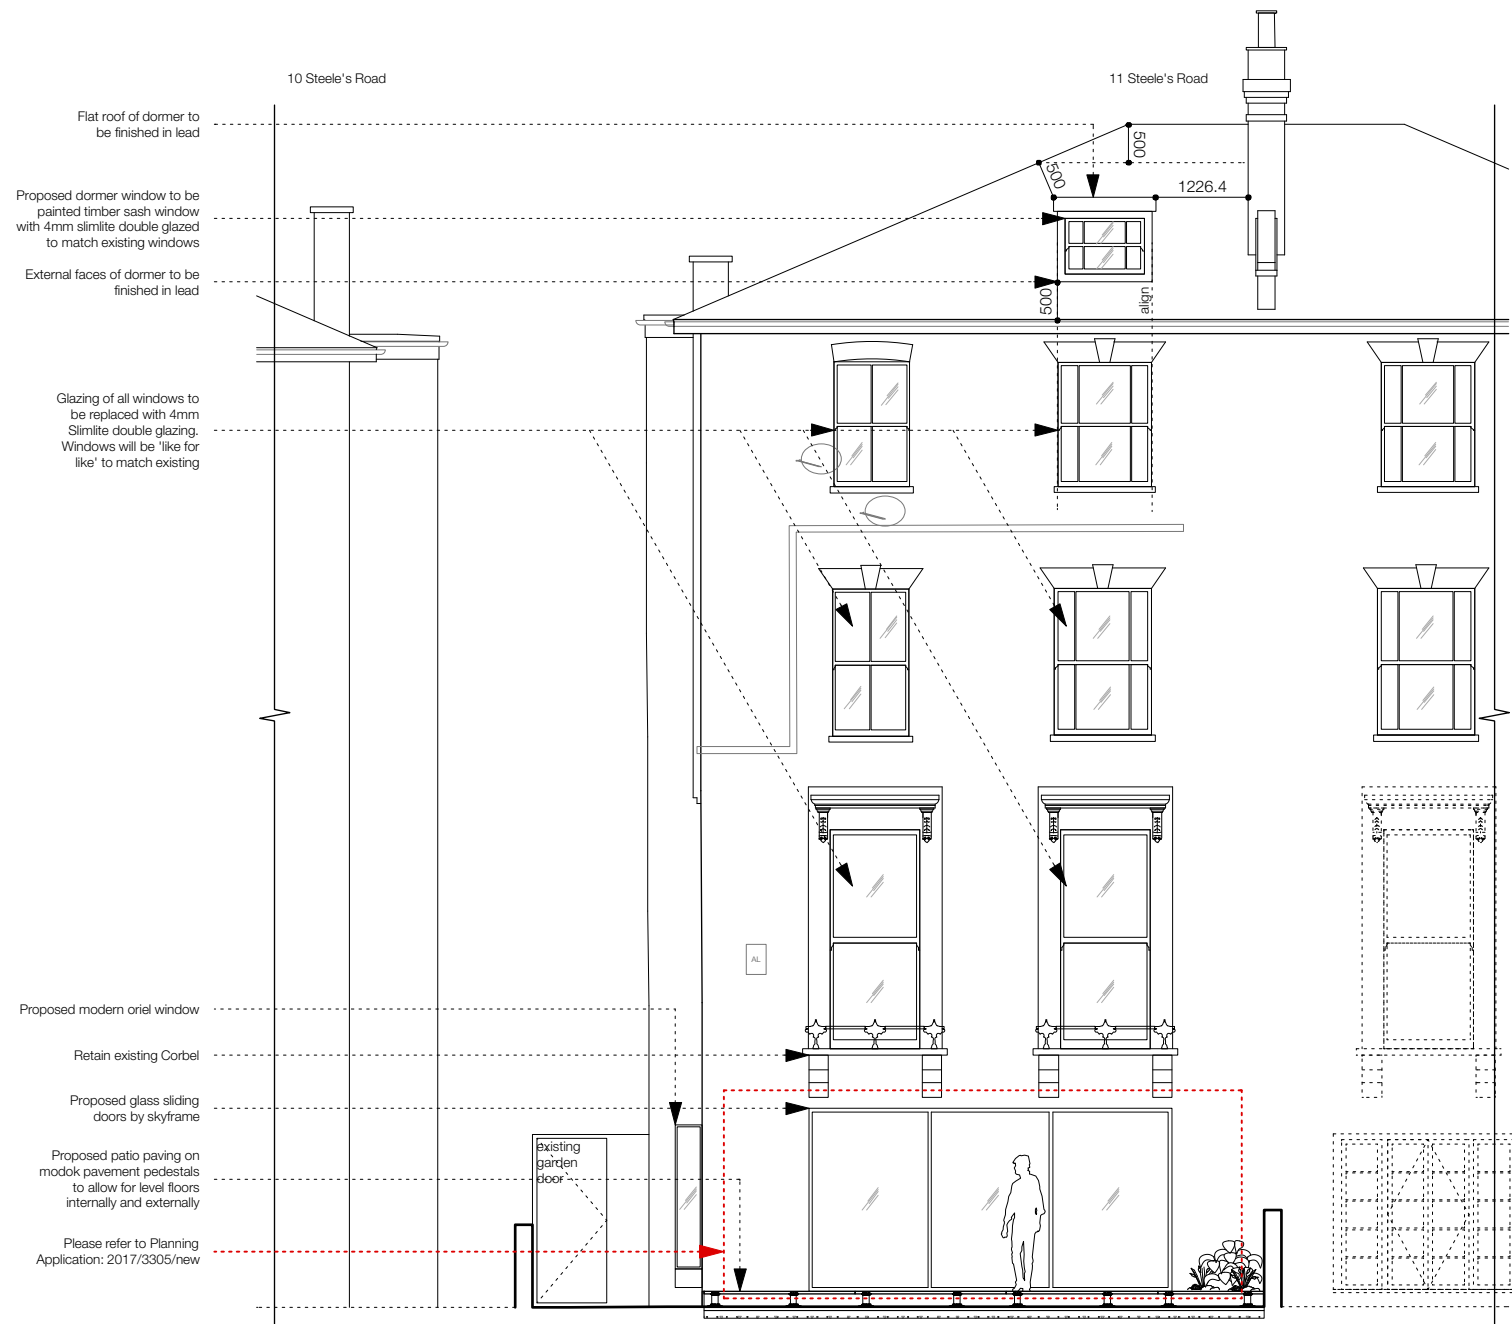 10 Steele's Road
11 Steele's Road
Flat roof of dormer to
be finished in lead
500
500
Proposed dormer window to be
painted timber sash window
with 4mm slimlite double glazed
to match existing windows
1226.4
External faces of dormer to be
finished in lead
500
align
Glazing of all windows to
be replaced with 4mm
Slimlite double glazing.
Windows will be 'like for
like' to match existing
AL
Proposed modern oriel window
Retain existing Corbel
Proposed glass sliding
doors by skyframe
existing
garden
door
Proposed patio paving on
modok pavement pedestals
to allow for level floors
internally and externally
Please refer to Planning
Application: 2017/3305/new